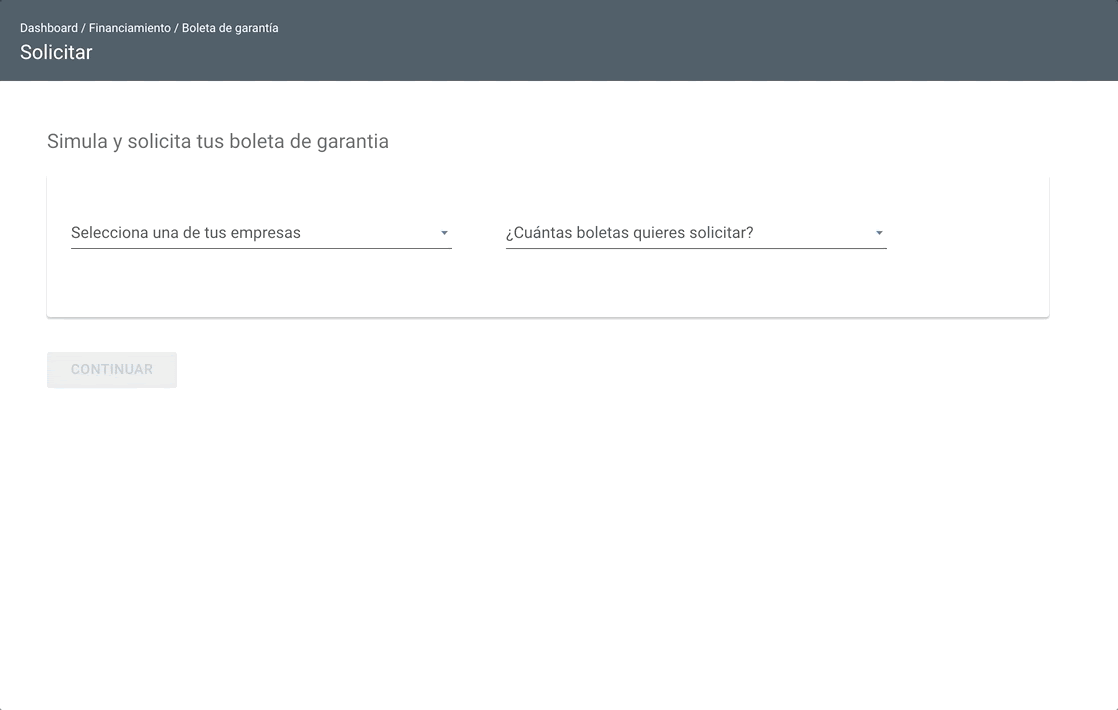 Dashboard / Financiamiento / Boleta de garantía
Solicitar
Simula y solicita tus boleta de garantia
Selecciona una de tus empresas
¿Cuántas boletas quieres solicitar?
CONTINUAR